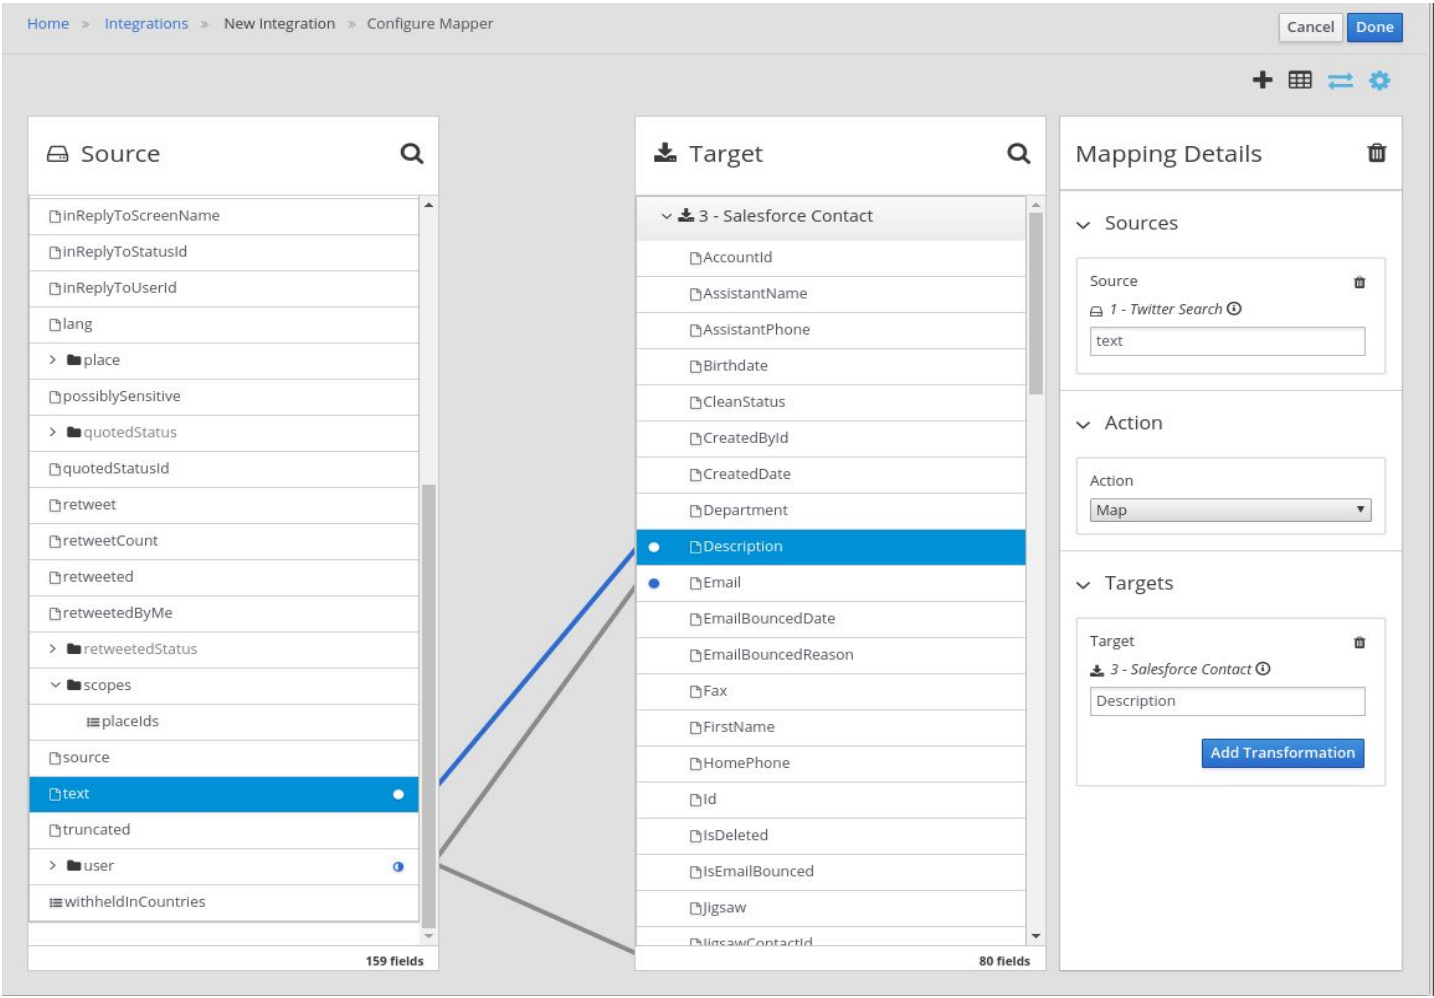 Home » Integrations » New Integration » Configure Mapper
Cancel Done
Source
inReplyToScreenName
inReplyToStatusId
inReplyToUserId
lang
place
possiblySensitive
quotedStatus
quotedStatusId
retweet
retweetCount
retweeted
retweetedByMe
retweetedStatus
scopes
placeIds
source
text
truncated
user
withheldInCountries
159 fields
Target
3 - Salesforce Contact
AccountId
AssistantName
AssistantPhone
Birthdate
CleanStatus
CreatedById
CreatedDate
Department
Description
Email
EmailBouncedDate
EmailBouncedReason
Fax
FirstName
HomePhone
Id
IsDeleted
IsEmailBounced
Jigsaw
JigsawContactId
80 fields
Mapping Details
Sources
Source
1 - Twitter Search
text
Action
Action
Map
Targets
Target
3 - Salesforce Contact
Description
Add Transformation